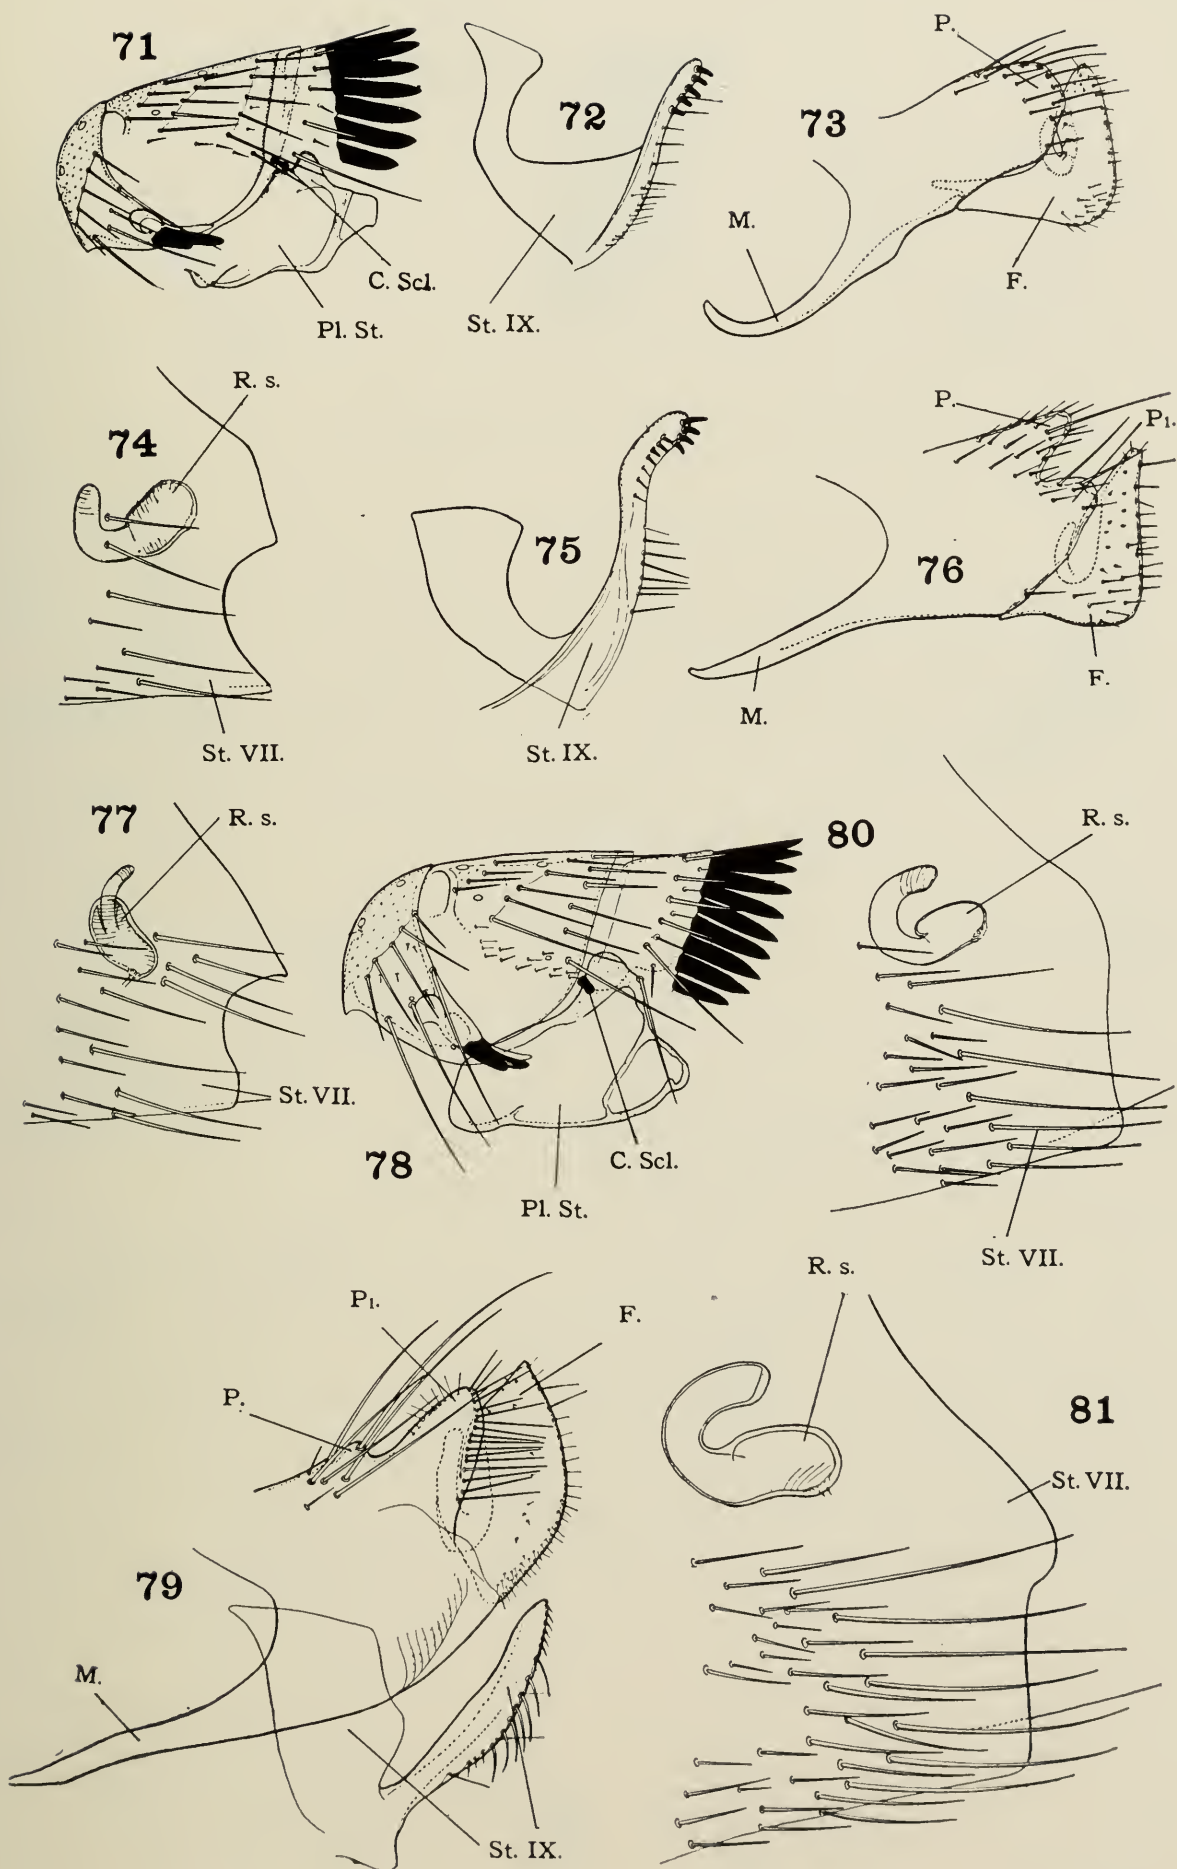 71
C. Scl.
Pl. St.
72
St. IX.
P.
73
M.
F.
R. s.
74
St. VII.
75
St. IX.
P.
P1.
76
F.
M.
77
R. s.
St. VII.
78
C. Scl.
Pl. St.
80
R. s.
St. VII.
P1.
F.
P.
79
M.
St. IX.
R. s.
81
St. VII.